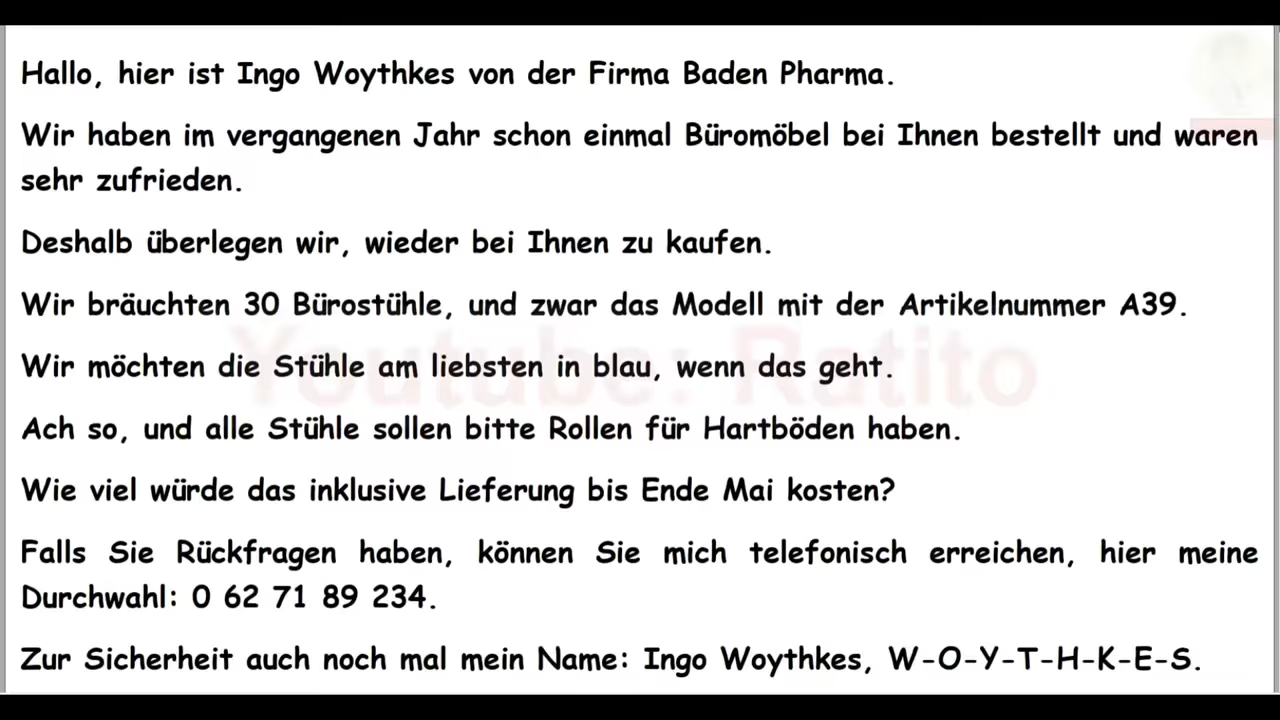 Hallo, hier ist Ingo Woythkes von der Firma Baden Pharma.
Wir haben im vergangenen Jahr schon einmal Büromöbel bei Ihnen bestellt und waren
sehr zufrieden.
Deshalb überlegen wir, wieder bei Ihnen zu kaufen.
Wir bräuchten 30 Bürostühle, und zwar das Modell mit der Artikelnummer A39.
Youtube: Ratito
Wir möchten die Stühle am liebsten in blau, wenn das geht.
Ach so, und alle Stühle sollen bitte Rollen für Hartböden haben.
Wie viel würde das inklusive Lieferung bis Ende Mai kosten?
Falls Sie Rückfragen haben, können Sie mich telefonisch erreichen, hier meine
Durchwahl: 0 62 71 89 234.
Zur Sicherheit auch noch mal mein Name: Ingo Woythkes, W-O-Y-T-H-K-E-S.